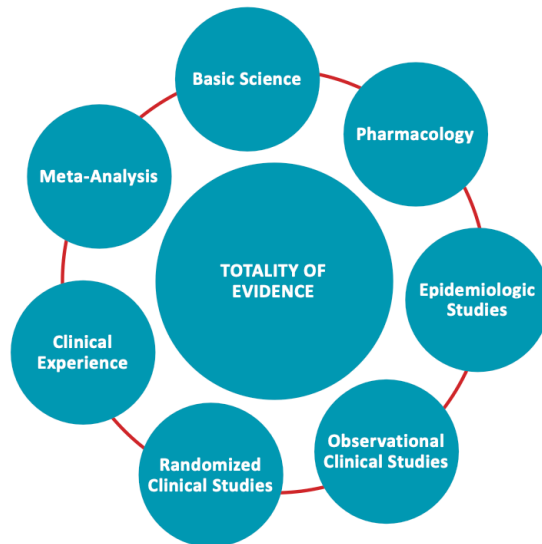 Basic Science
Pharmacology
Meta-Analysis
TOTALITY OF
EVIDENCE
Epidemiologic
Studies
Clinical
Experience
Observational
Clinical Studies
Randomized
Clinical Studies